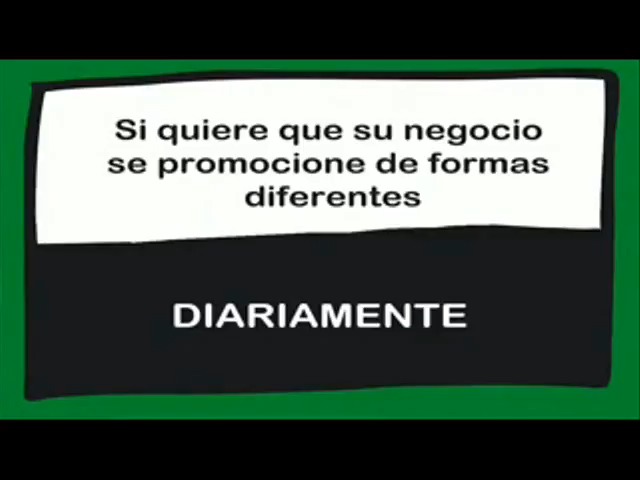 Si quiere que su negocio
se promocione de formas
diferentes
DIARIAMENTE